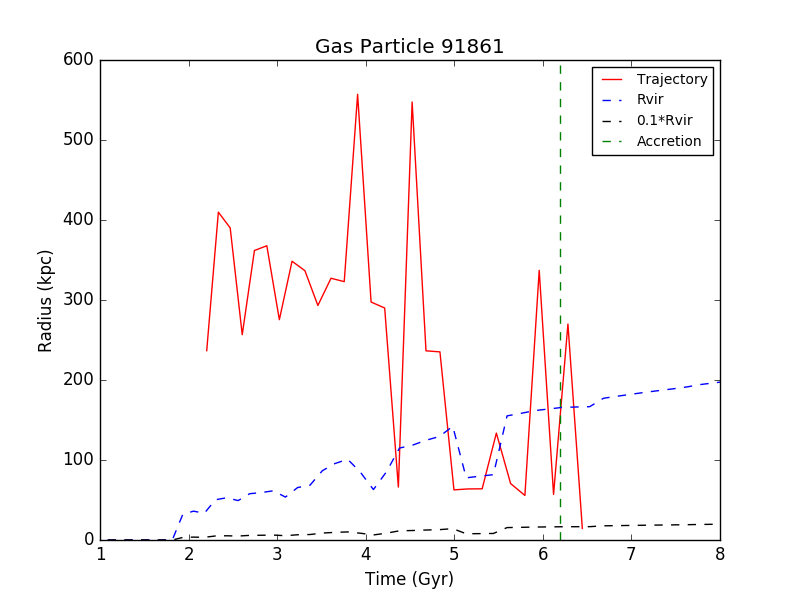 Gas Particle 91861
600
500
400
300
200
100
0
Radius (kpc)
1 2 3 4 5 6 7 8
Time (Gyr)
Trajectory
Rvir
0.1*Rvir
Accretion